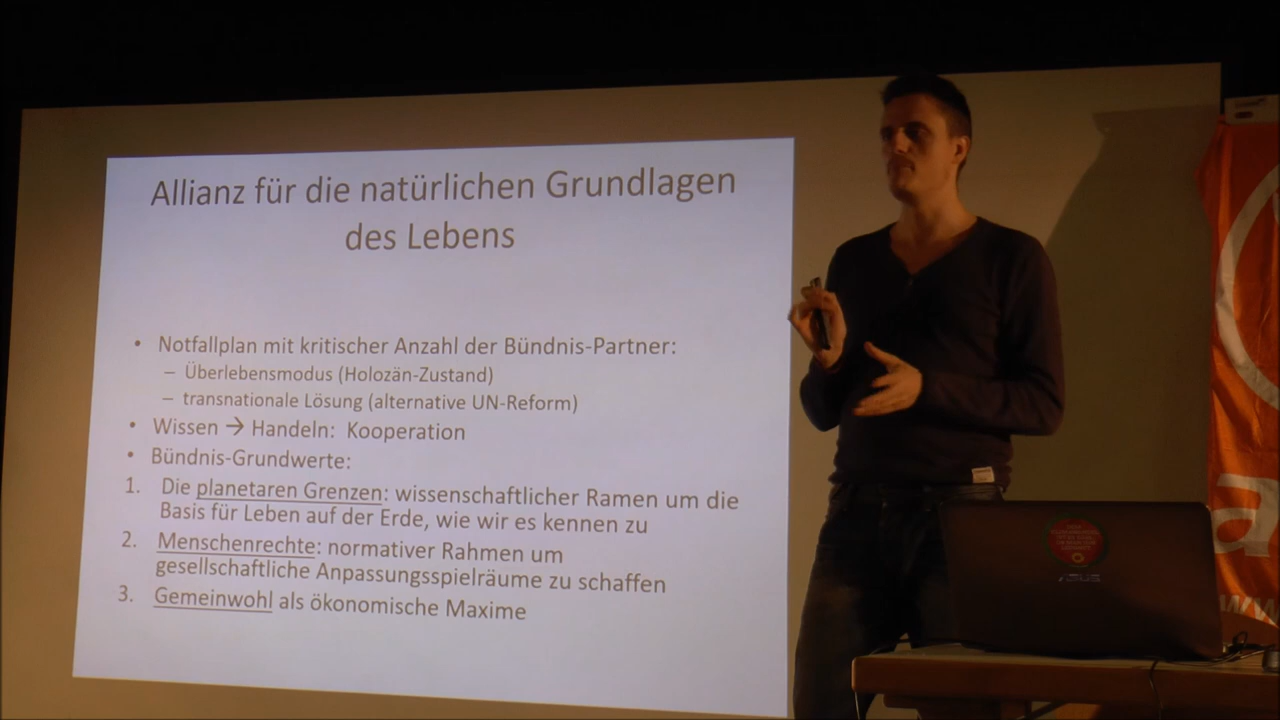 Allianz für die natürlichen Grundlagen
des Lebens
• Notfallplan mit kritischer Anzahl der Bündnis-Partner:
– Überlebensmodus (Holozän-Zustand)
– transnationale Lösung (alternative UN-Reform)
• Wissen → Handeln: Kooperation
• Bündnis-Grundwerte:
1. Die planetaren Grenzen: wissenschaftlicher Ramen um die
Basis für Leben auf der Erde, wie wir es kennen zu
2. Menschenrechte: normativer Rahmen um
gesellschaftliche Anpassungsspielräume zu schaffen
3. Gemeinwohl als ökonomische Maxime
a
www